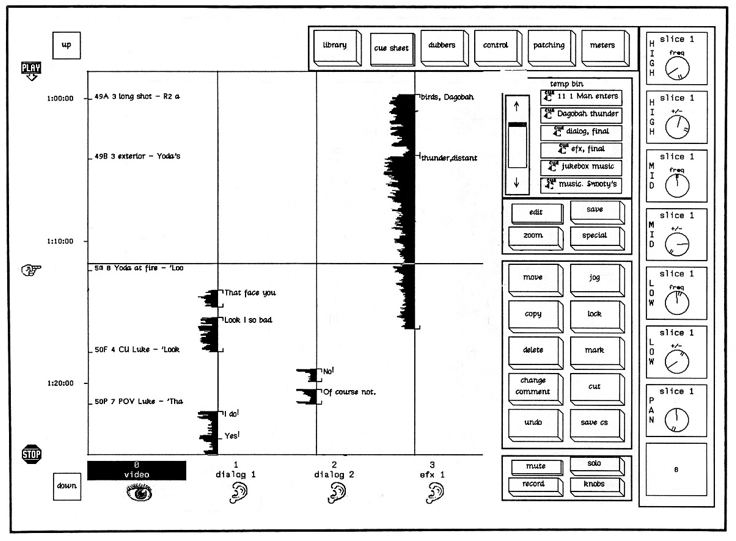 up
PLAY
library
cue sheet
dubbers
control
patching
meters
1:00:00
49A 3 long shot – R2 a
birds, Dagobah
49B 3 exterior – Yoda's
thunder,distant
1:10:00
50 8 Yoda at fire – 'Loo
That face you
Look I so bad
50F 4 CU Luke – 'Look
No!
1:20:00
50P 7 POV Luke – 'Tha
Of course not.
I do!
Yes!
STOP
down
0
video
1
dialog 1
2
dialog 2
3
efx 1
temp bin
cue 11 1 Man enters
cue Dagobah thunder
cue dialog, final
cue efx, final
cue jukebox music
cue music. Snooty's
edit
save
zoom
special
move
jog
copy
lock
delete
mark
change comment
cut
undo
save cs
mute
solo
record
knobs
HIGH
slice 1
freq
HIGH
slice 1
+/–
MID
slice 1
freq
MID
slice 1
+/–
LOW
slice 1
freq
LOW
slice 1
+/–
PAN
slice 1
8